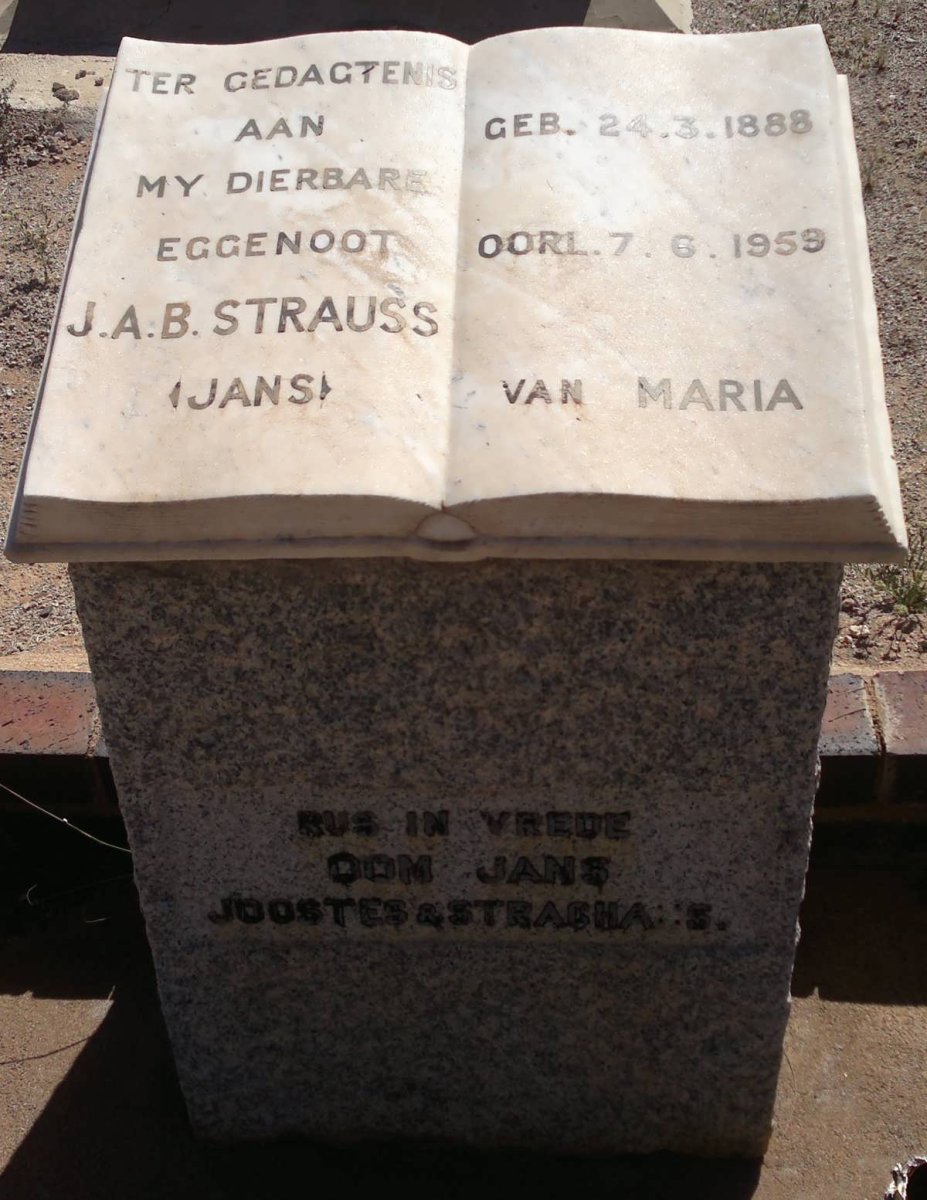 TER GEDAGTENIS
AAN
MY DIERBARE
EGGENOOT
J.A.B. STRAUSS
(JANS)
GEB. 24.3.1888
OORL. 7.6.1959
VAN MARIA
RUS IN VREDE
OOM JANS
JOOSTES &